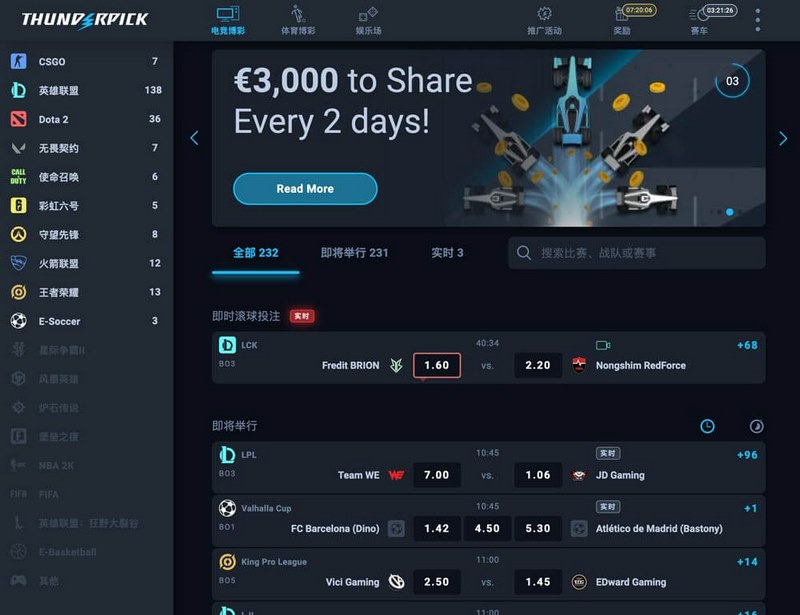 THUNDERPICK
电竞博彩
体育博彩
娱乐场
推广活动
07:20:06
奖励
03:21:26
赛车
CSGO 7
英雄联盟 138
Dota 2 36
无畏契约 7
使命召唤 6
彩虹六号 5
守望先锋 8
火箭联盟 12
王者荣耀 13
E-Soccer 3
星际争霸II
风暴英雄
炉石传说
堡垒之夜
NBA 2K
FIFA
英雄联盟：狂野大裂谷
E-Basketball
其他
€3,000 to Share
Every 2 days!
03
Read More
全部 232
即将举行 231
实时 3
搜索比赛、战队或赛事
即时滚球投注 实时
LCK 40:34 +68
BO3 Fredit BRION 1.60 vs. 2.20 Nongshim RedForce
即将举行
LPL 10:45 实时 +96
BO3 Team WE 7.00 vs. 1.06 JD Gaming
Valhalla Cup 10:45 实时 +1
BO1 FC Barcelona (Dino) 1.42 4.50 5.30 Atlético de Madrid (Bastony)
King Pro League 11:00 +14
BO5 Vici Gaming 2.50 vs. 1.45 EDward Gaming
11:00